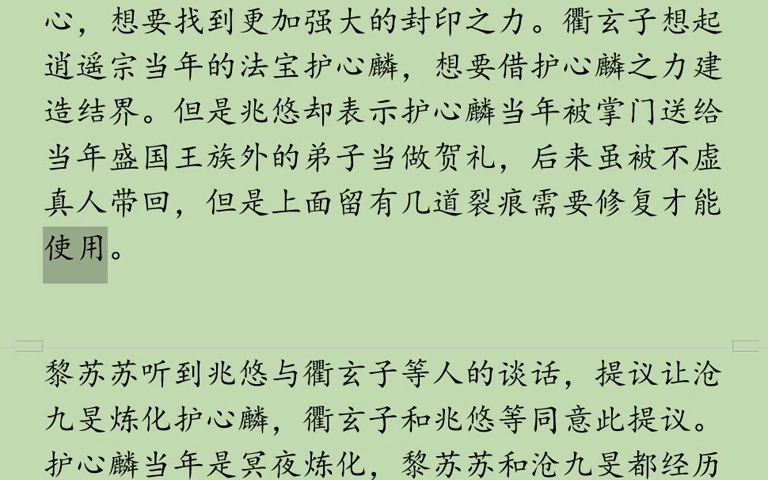 心，想要找到更加强大的封印之力。衢玄子想起
逍遥宗当年的法宝护心麟，想要借护心麟之力建
造结界。但是兆悠却表示护心麟当年被掌门送给
当年盛国王族外的弟子当做贺礼，后来虽被不虚
真人带回，但是上面留有几道裂痕需要修复才能
使用。
黎苏苏听到兆悠与衢玄子等人的谈话，提议让沧
九旻炼化护心麟，衢玄子和兆悠等同意此提议。
护心麟当年是冥夜炼化，黎苏苏和沧九旻都经历